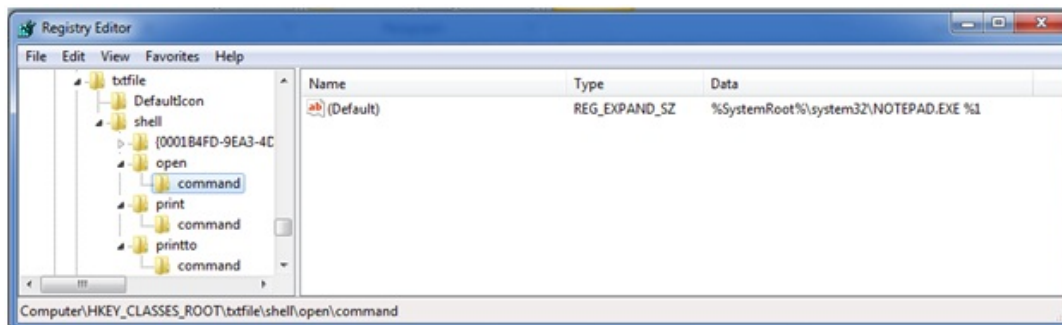 Registry Editor
File Edit View Favorites Help
txtfile
DefaultIcon
shell
{0001B4FD-9EA3-4D
open
command
print
command
printto
command
Name Type Data
ab (Default) REG_EXPAND_SZ %SystemRoot%\system32\NOTEPAD.EXE %1
Computer\HKEY_CLASSES_ROOT\txtfile\shell\open\command